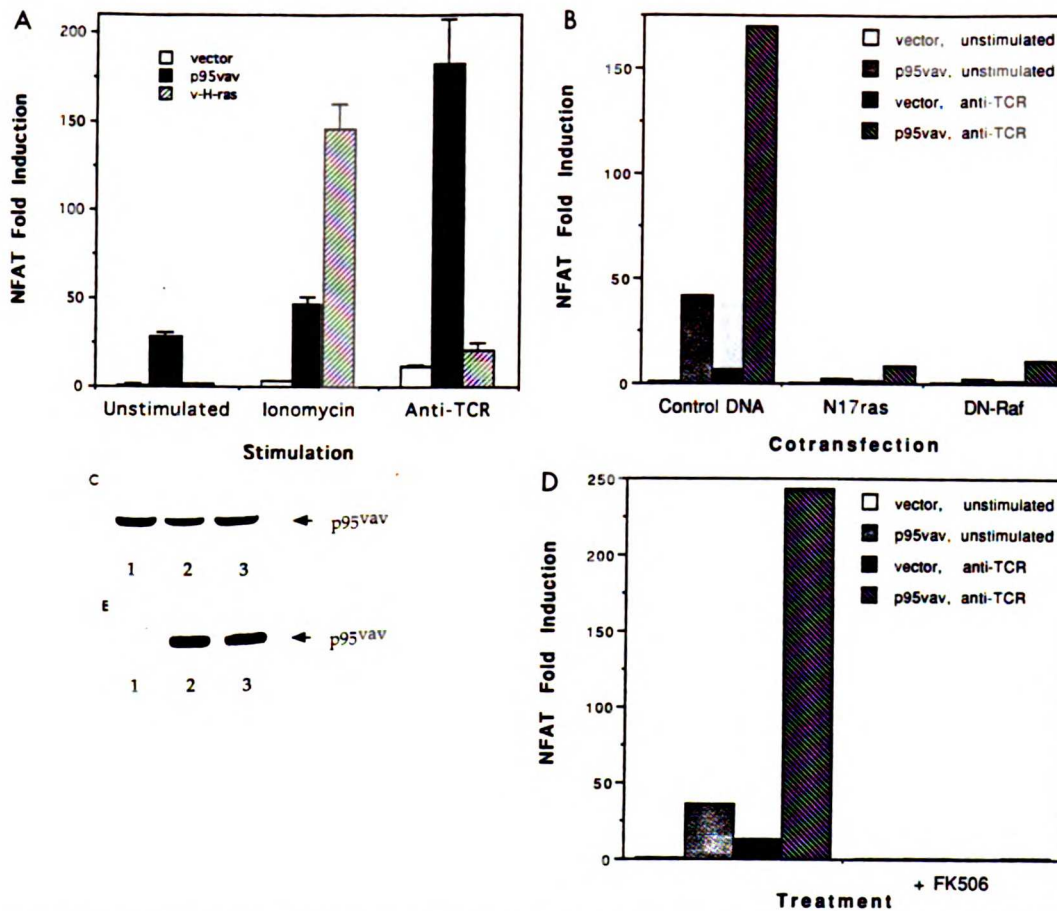 A
NFAT Fold Induction
200
150
100
50
0
vector
p95vav
v-H-ras
Unstimulated Ionomycin Anti-TCR
Stimulation
B
NFAT Fold Induction
150
100
50
0
vector, unstimulated
p95vav, unstimulated
vector, anti-TCR
p95vav, anti-TCR
Control DNA N17ras DN-Raf
Cotransfection
C
p95vav
1 2 3
E
p95vav
1 2 3
D
NFAT Fold Induction
250
200
150
100
50
0
vector, unstimulated
p95vav, unstimulated
vector, anti-TCR
p95vav, anti-TCR
+ FK506
Treatment